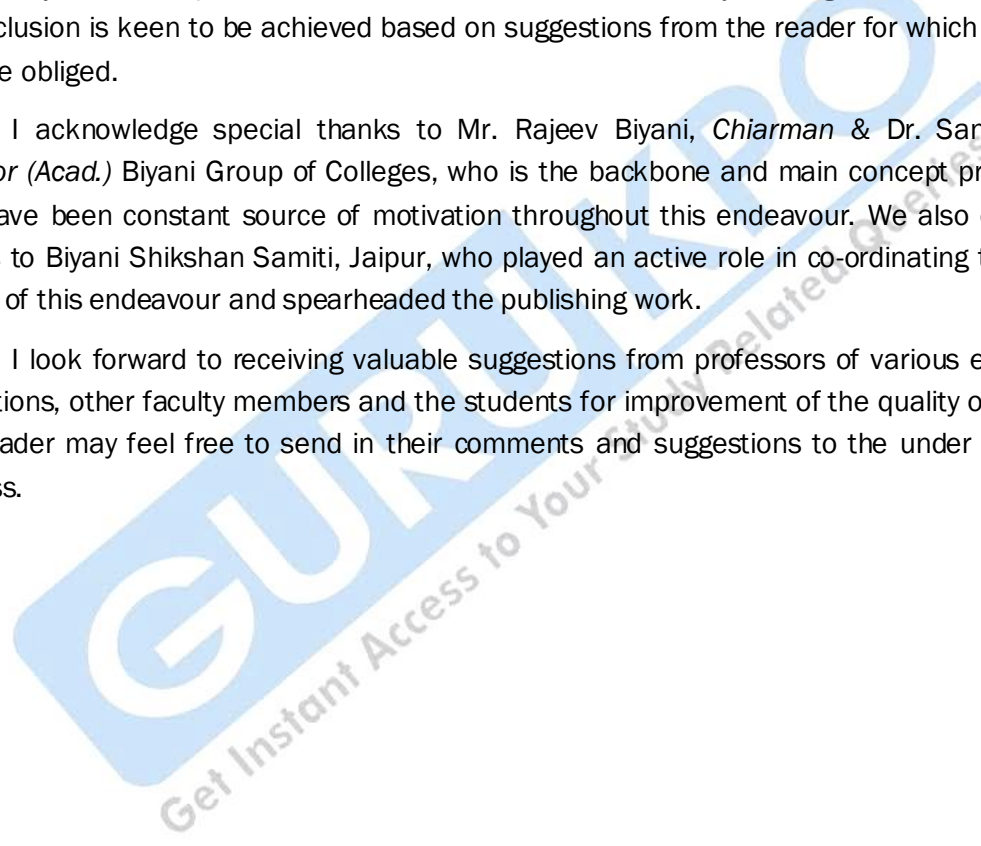 clusion is keen to be achieved based on suggestions from the reader for which
e obliged.
I acknowledge special thanks to Mr. Rajeev Biyani, Chiarman & Dr. San
or (Acad.) Biyani Group of Colleges, who is the backbone and main concept pr
ave been constant source of motivation throughout this endeavour. We also
to Biyani Shikshan Samiti, Jaipur, who played an active role in co-ordinating t
of this endeavour and spearheaded the publishing work.
I look forward to receiving valuable suggestions from professors of various e
tions, other faculty members and the students for improvement of the quality o
ader may feel free to send in their comments and suggestions to the under
ss.
GURUKPO
Get Instant Access to Your Study Related Queries